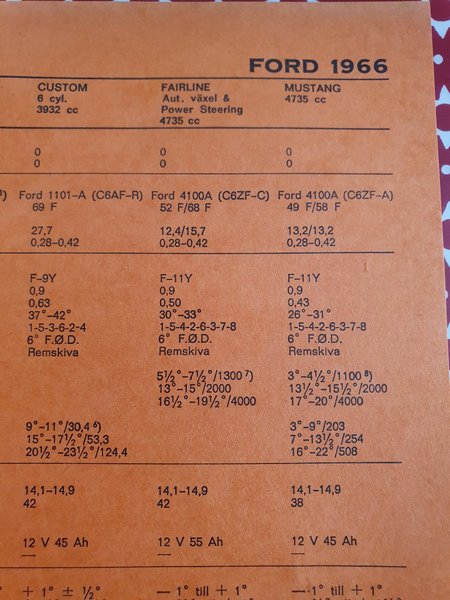 FORD 1966
CUSTOM FAIRLINE MUSTANG
6 cyl. Aut. växel & 4735 cc
3932 cc Power Steering
4735 cc
0 0
0 0
Ford 1101-A (C6AF-R) Ford 4100A (C6ZF-C) Ford 4100A (C6ZF-A)
69 F 52 F/68 F 49 F/58 F
27,7 12,4/15,7 13,2/13,2
0,28–0,42 0,28–0,42 0,28–0,42
F–9Y F–11Y F–11Y
0,9 0,9 0,9
0,63 0,50 0,43
37°–42° 30°–33° 26°–31°
1-5-3-6-2-4 1-5-4-2-6-3-7-8 1-5-4-2-6-3-7-8
6° F.Ø.D. 6° F.Ø.D. 6° F.Ø.D.
Remskiva Remskiva Remskiva
5½°–7½°/1300 ⁷) 3°–4½°/1100 ⁸)
13°–15°/2000 13½°–15½°/2000
16½°–19½°/4000 17°–20°/4000
9°–11°/30,4 ⁶) 3°–9°/203
15°–17½°/53,3 7°–13½°/254
20½°–23½°/124,4 16°–22°/508
14,1–14,9 14,1–14,9 14,1–14,9
42 42 38
12 V 45 Ah 12 V 55 Ah 12 V 45 Ah
— — —
+ 1° ± ½° — 1° till + 1° — 1° till + 1°